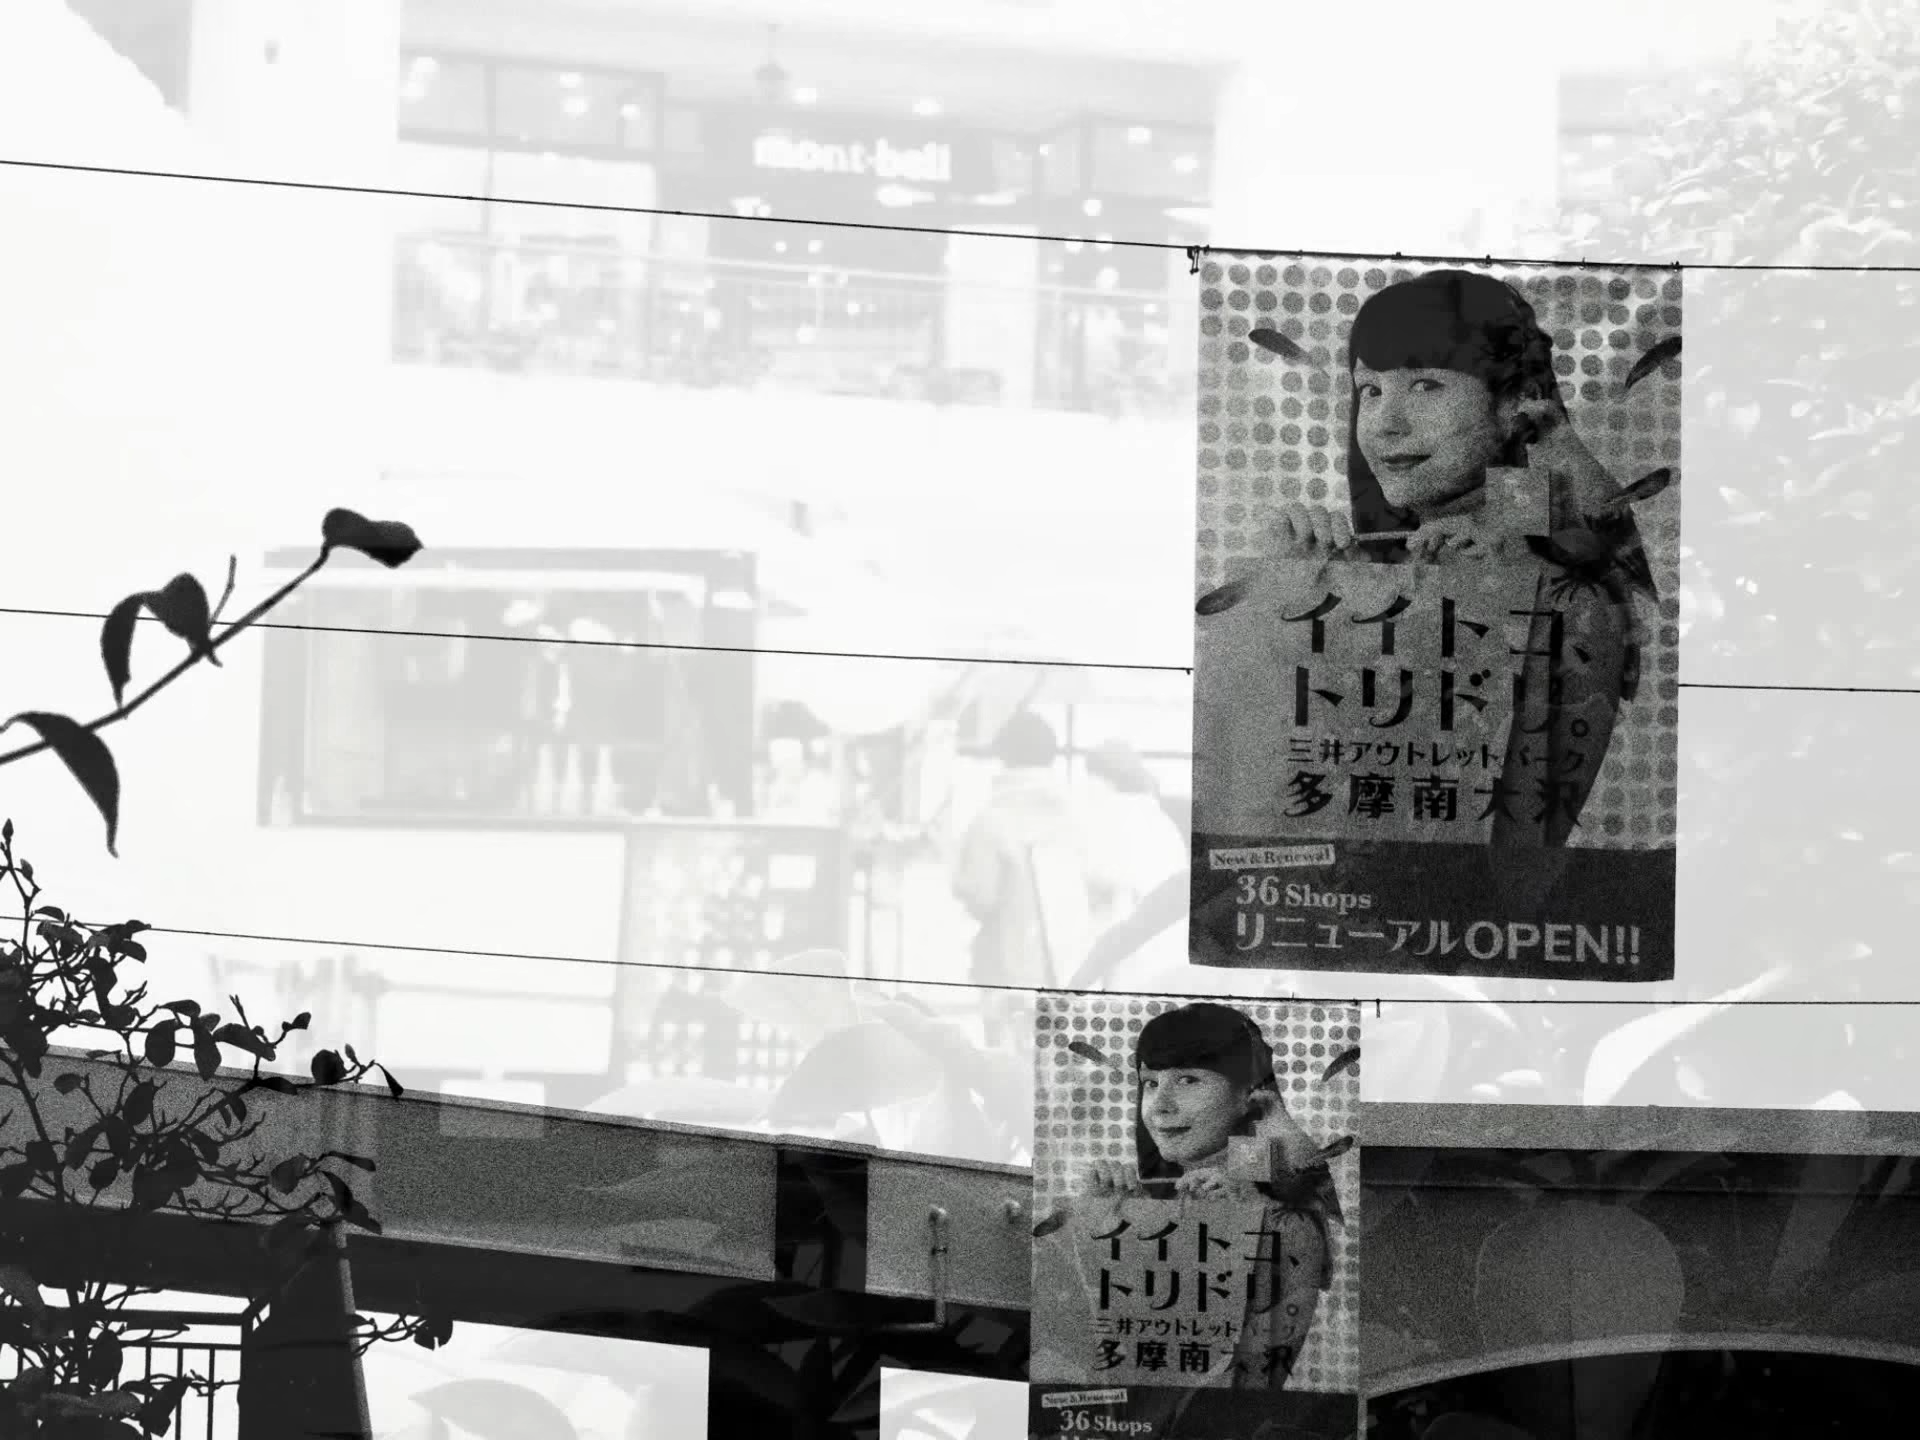 mont-bell
イイトコ、
トリドリ。
三井アウトレットパーク
多摩南大沢
New & Renewal
36 Shops
リニューアルOPEN!!
イイトコ、
トリドリ。
三井アウトレットパーク
多摩南大沢
New & Renewal
36 Shops